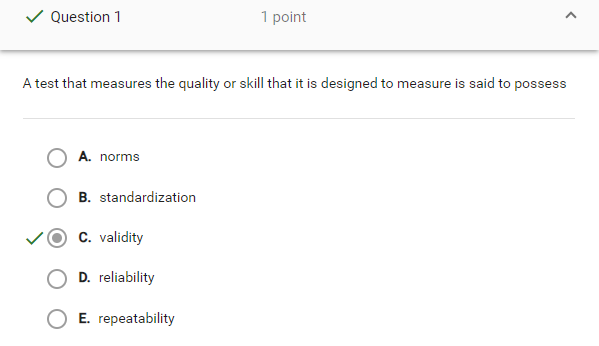 Question 1 1 point
A test that measures the quality or skill that it is designed to measure is said to possess
A. norms
B. standardization
C. validity
D. reliability
E. repeatability